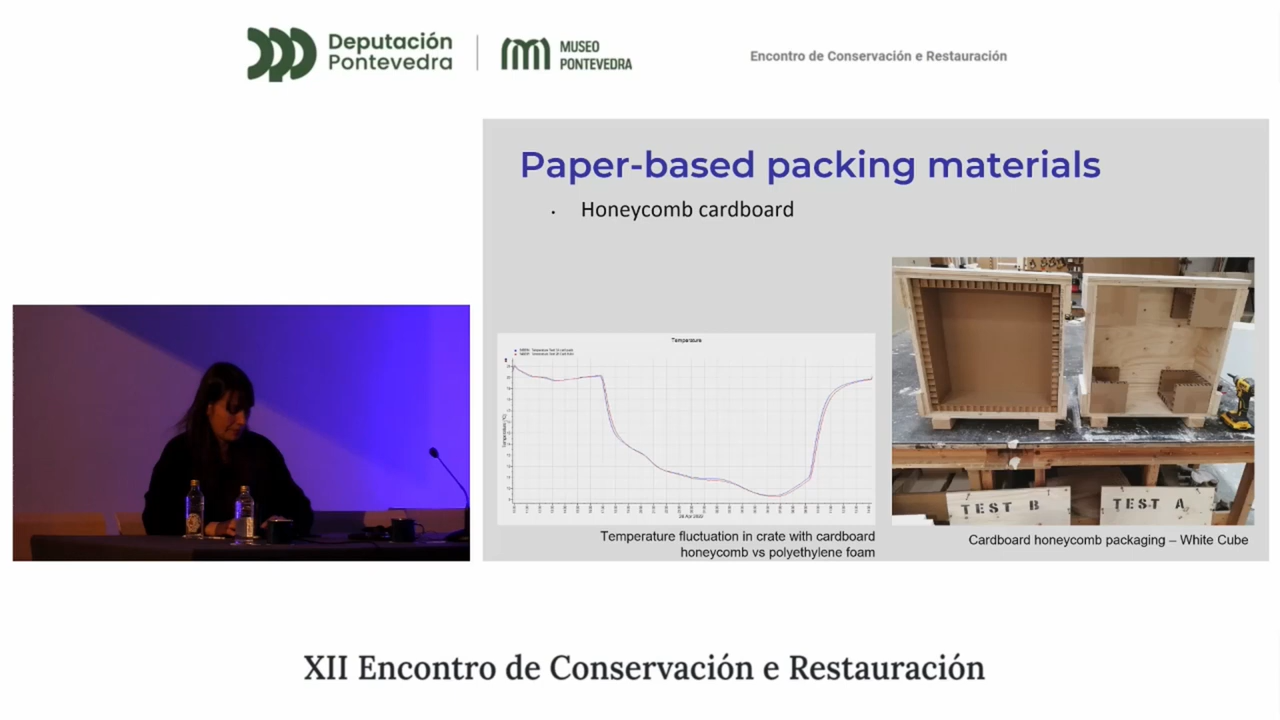 Deputación
Pontevedra
MUSEO
PONTEVEDRA
Encontro de Conservación e Restauración
Paper-based packing materials
· Honeycomb cardboard
Temperature
Temperature (°C)
Temperature fluctuation in crate with cardboard
honeycomb vs polyethylene foam
TEST B
TEST A
Cardboard honeycomb packaging – White Cube
XII Encontro de Conservación e Restauración